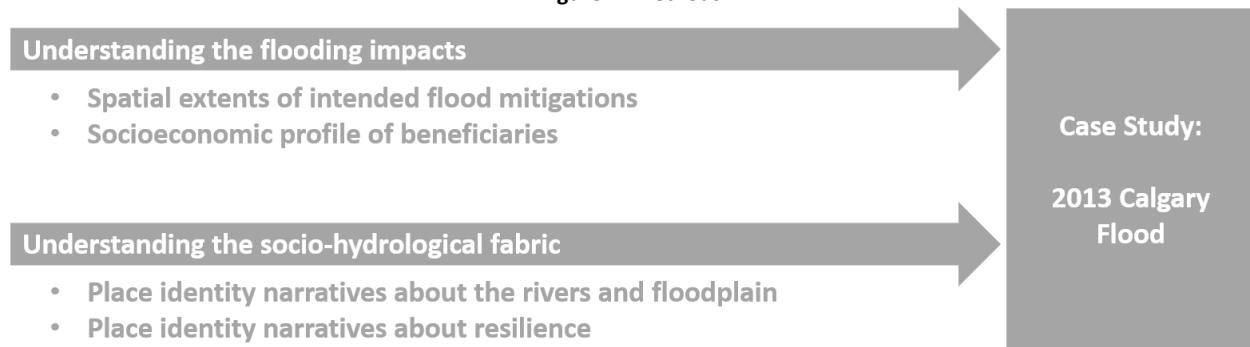 Understanding the flooding impacts
• Spatial extents of intended flood mitigations
• Socioeconomic profile of beneficiaries
Case Study:
2013 Calgary
Flood
Understanding the socio-hydrological fabric
• Place identity narratives about the rivers and floodplain
• Place identity narratives about resilience